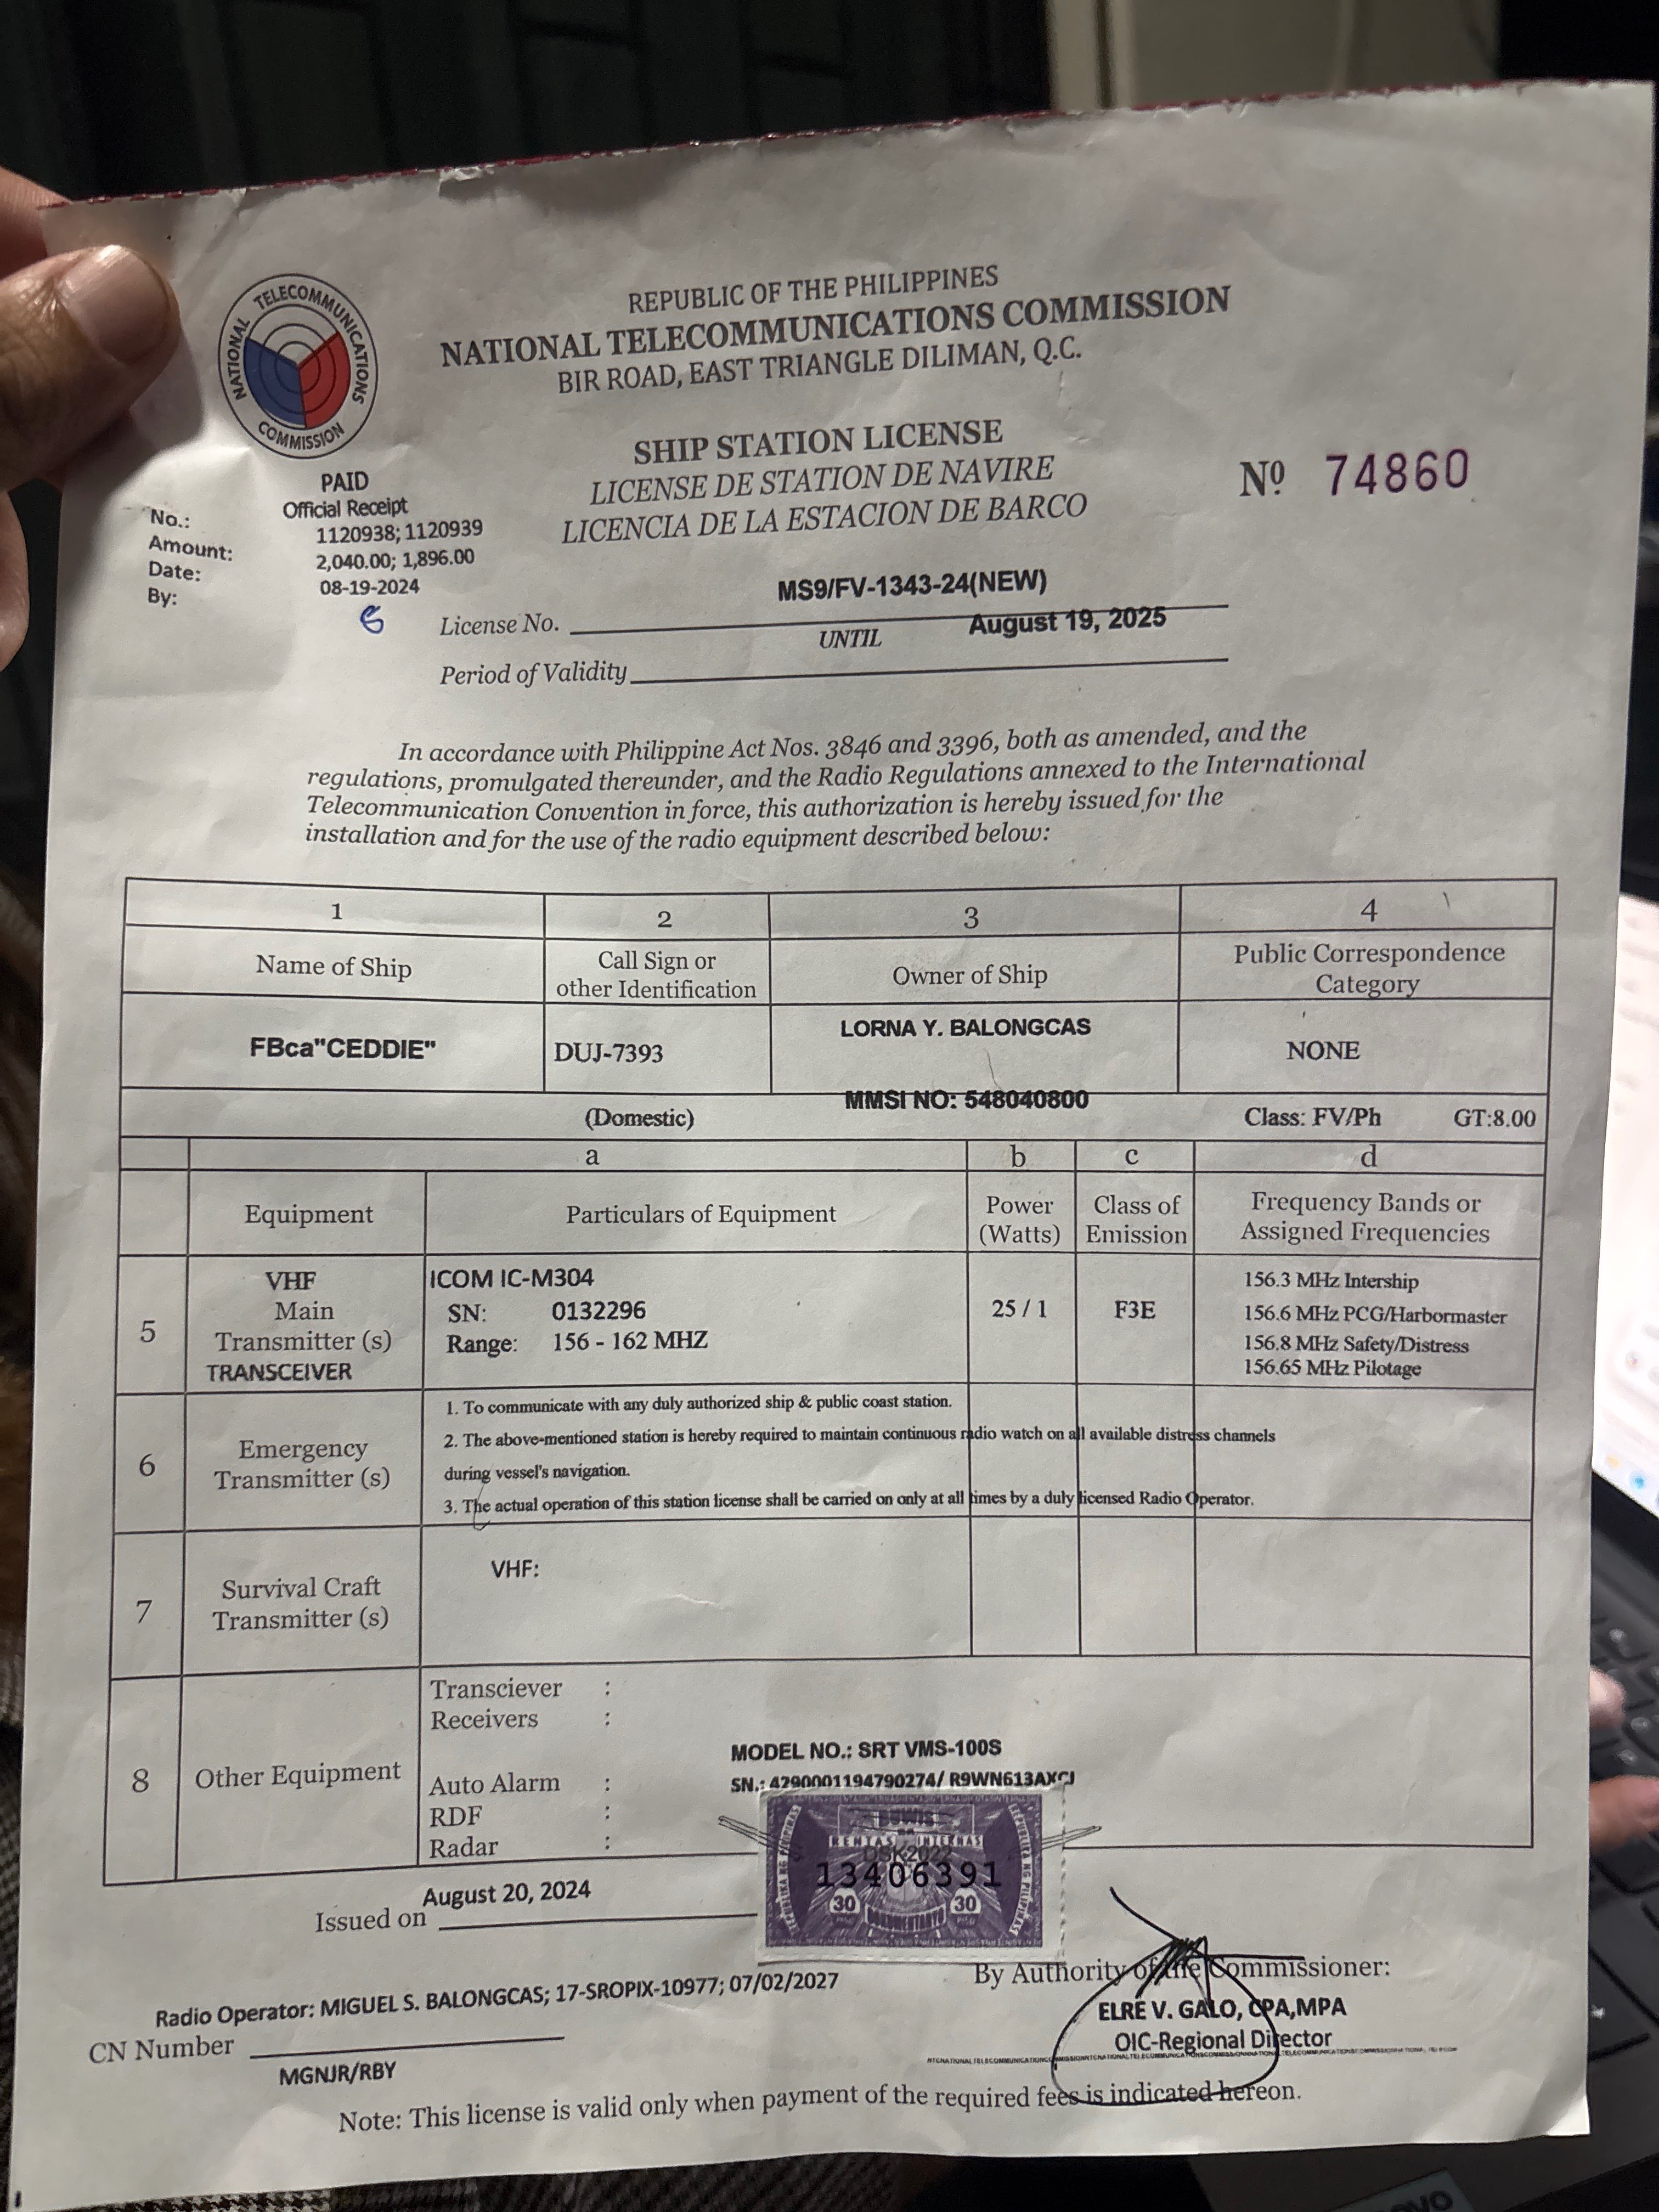 NATIONAL TELECOMMUNICATIONS COMMISSION
REPUBLIC OF THE PHILIPPINES
NATIONAL TELECOMMUNICATIONS COMMISSION
BIR ROAD, EAST TRIANGLE DILIMAN, Q.C.
SHIP STATION LICENSE
LICENSE DE STATION DE NAVIRE
LICENCIA DE LA ESTACION DE BARCO
Nº 74860
PAID
Official Receipt
No.: 1120938; 1120939
Amount: 2,040.00; 1,896.00
Date: 08-19-2024
By:
MS9/FV-1343-24(NEW)
License No.
UNTIL August 19, 2025
Period of Validity
In accordance with Philippine Act Nos. 3846 and 3396, both as amended, and the
regulations, promulgated thereunder, and the Radio Regulations annexed to the International
Telecommunication Convention in force, this authorization is hereby issued for the
installation and for the use of the radio equipment described below:
1 2 3 4
Name of Ship
Call Sign or
other Identification
Owner of Ship
Public Correspondence
Category
FBca"CEDDIE"
DUJ-7393
LORNA Y. BALONGCAS
NONE
MMSI NO: 548040800
(Domestic) Class: FV/Ph GT:8.00
a b c d
Equipment
Particulars of Equipment
Power
(Watts)
Class of
Emission
Frequency Bands or
Assigned Frequencies
5
VHF
Main
Transmitter (s)
TRANSCEIVER
ICOM IC-M304
SN: 0132296
Range: 156 - 162 MHZ
25 / 1
F3E
156.3 MHz Intership
156.6 MHz PCG/Harbormaster
156.8 MHz Safety/Distress
156.65 MHz Pilotage
6
Emergency
Transmitter (s)
1. To communicate with any duly authorized ship & public coast station.
2. The above-mentioned station is hereby required to maintain continuous radio watch on all available distress channels
during vessel's navigation.
3. The actual operation of this station license shall be carried on only at all times by a duly licensed Radio Operator.
7
Survival Craft
Transmitter (s)
VHF:
8
Other Equipment
Transciever :
Receivers :
MODEL NO.: SRT VMS-100S
Auto Alarm : SN.: 4290001194790274/ R9WN613AXCJ
RDF :
Radar :
RENTAS INTERNAS
DSK2022
13406391
30 30
August 20, 2024
Issued on
By Authority of the Commissioner:
ELRE V. GALO, CPA,MPA
OIC-Regional Director
Radio Operator: MIGUEL S. BALONGCAS; 17-SROPIX-10977; 07/02/2027
CN Number
MGNJR/RBY
Note: This license is valid only when payment of the required fees is indicated hereon.